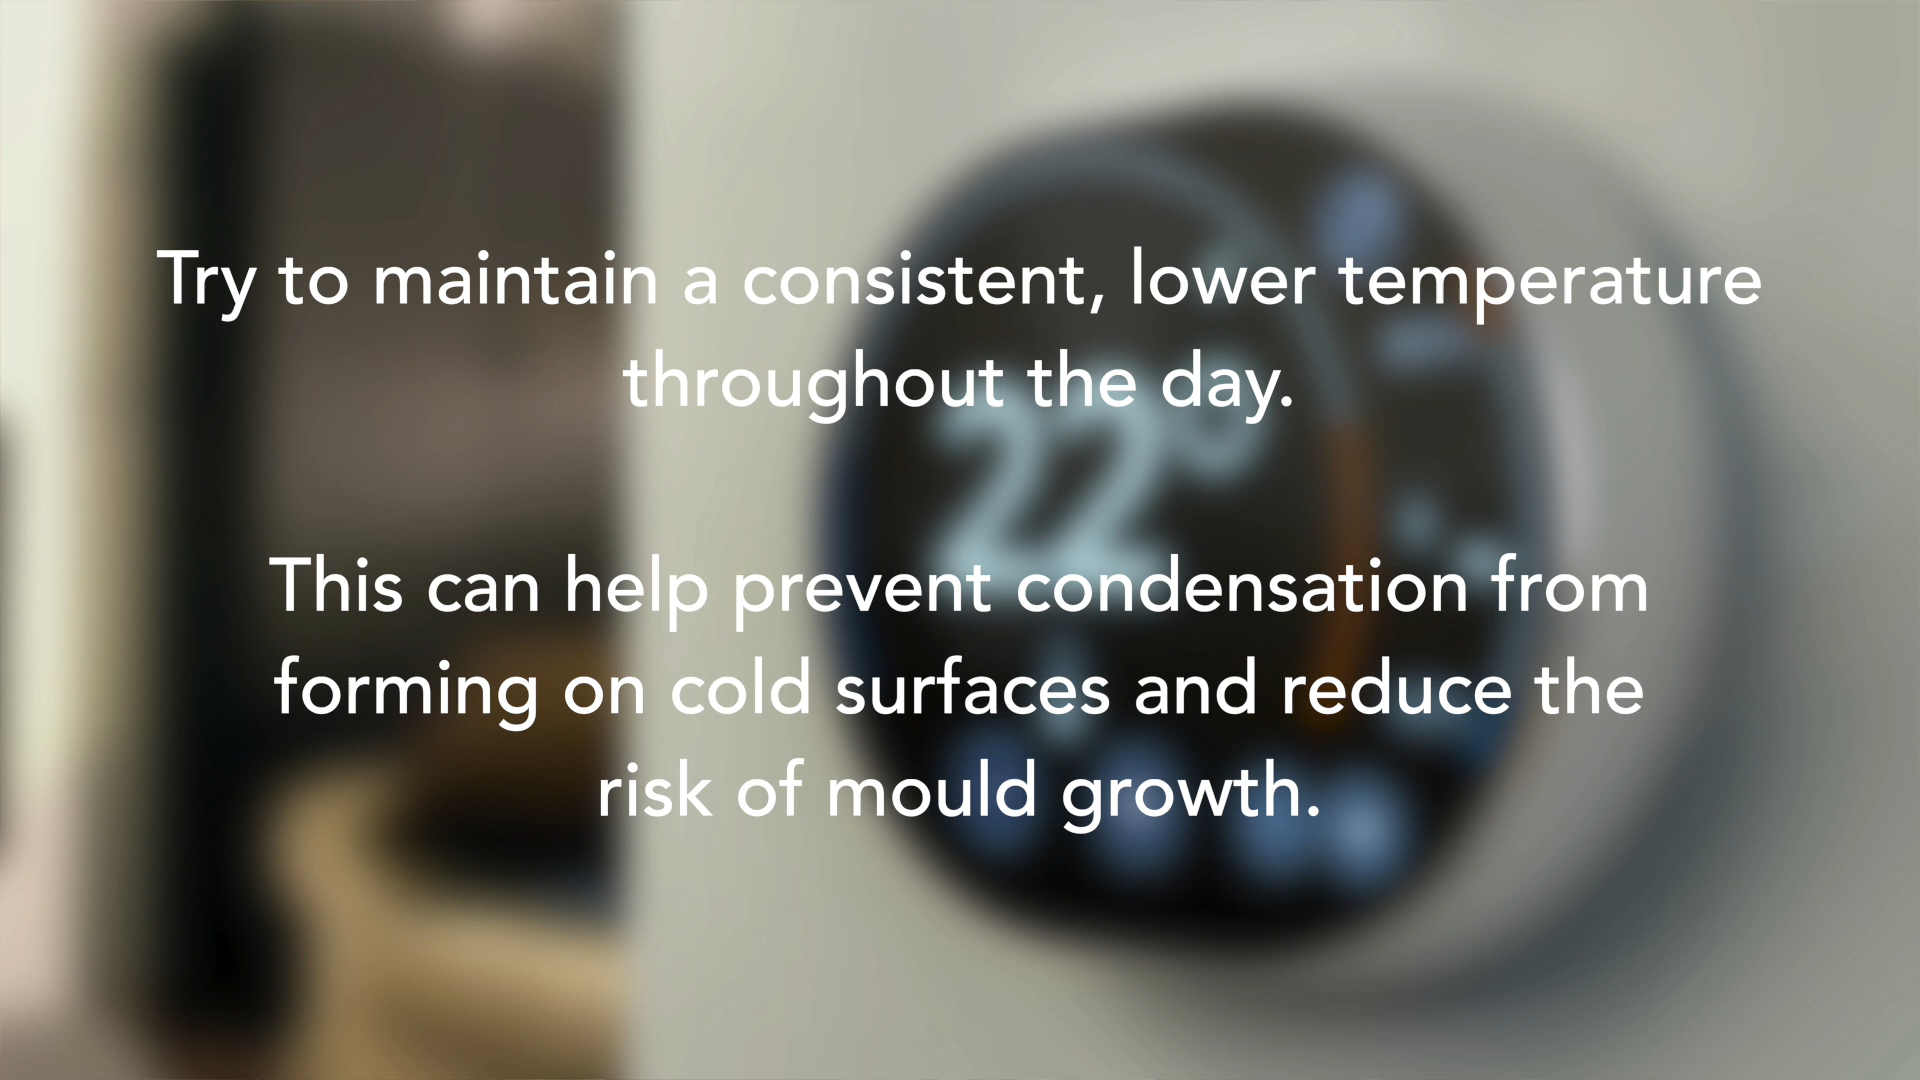 Try to maintain a consistent, lower temperature
throughout the day.
22°
This can help prevent condensation from
forming on cold surfaces and reduce the
risk of mould growth.